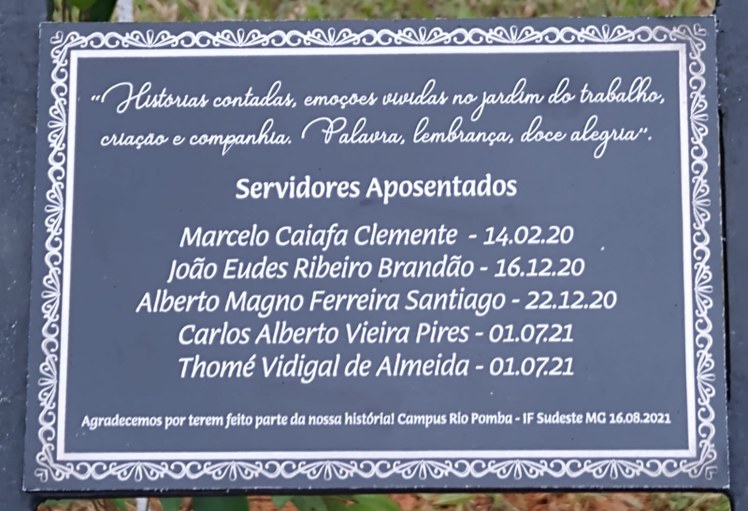 "Histórias contadas, emoções vividas no jardim do trabalho,
criação e companhia. Palavra, lembrança, doce alegria".
Servidores Aposentados
Marcelo Caiafa Clemente - 14.02.20
João Eudes Ribeiro Brandão - 16.12.20
Alberto Magno Ferreira Santiago - 22.12.20
Carlos Alberto Vieira Pires - 01.07.21
Thomé Vidigal de Almeida - 01.07.21
Agradecemos por terem feito parte da nossa história! Campus Rio Pomba - IF Sudeste MG 16.08.2021